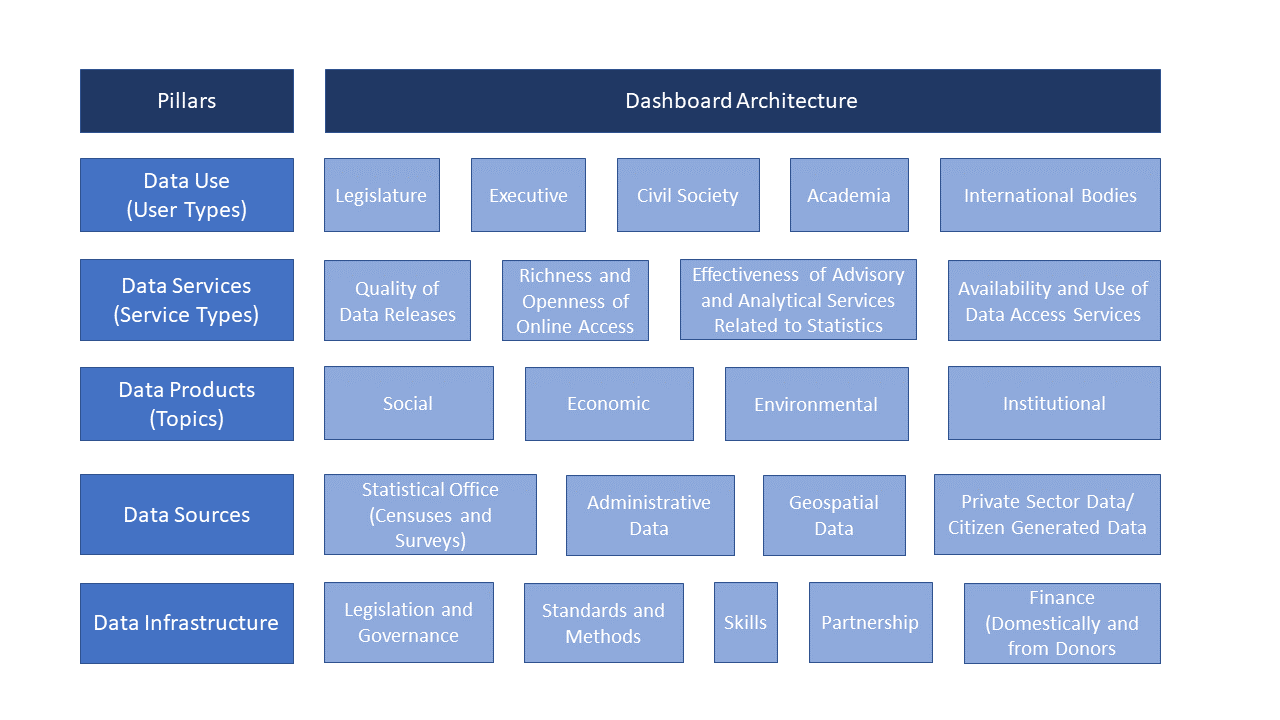 Pillars
Dashboard Architecture
Data Use
(User Types)
Legislature
Executive
Civil Society
Academia
International Bodies
Data Services
(Service Types)
Quality of
Data Releases
Richness and
Openness of
Online Access
Effectiveness of Advisory
and Analytical Services
Related to Statistics
Availability and Use of
Data Access Services
Data Products
(Topics)
Social
Economic
Environmental
Institutional
Data Sources
Statistical Office
(Censuses and
Surveys)
Administrative
Data
Geospatial
Data
Private Sector Data/
Citizen Generated Data
Data Infrastructure
Legislation and
Governance
Standards and
Methods
Skills
Partnership
Finance
(Domestically and
from Donors